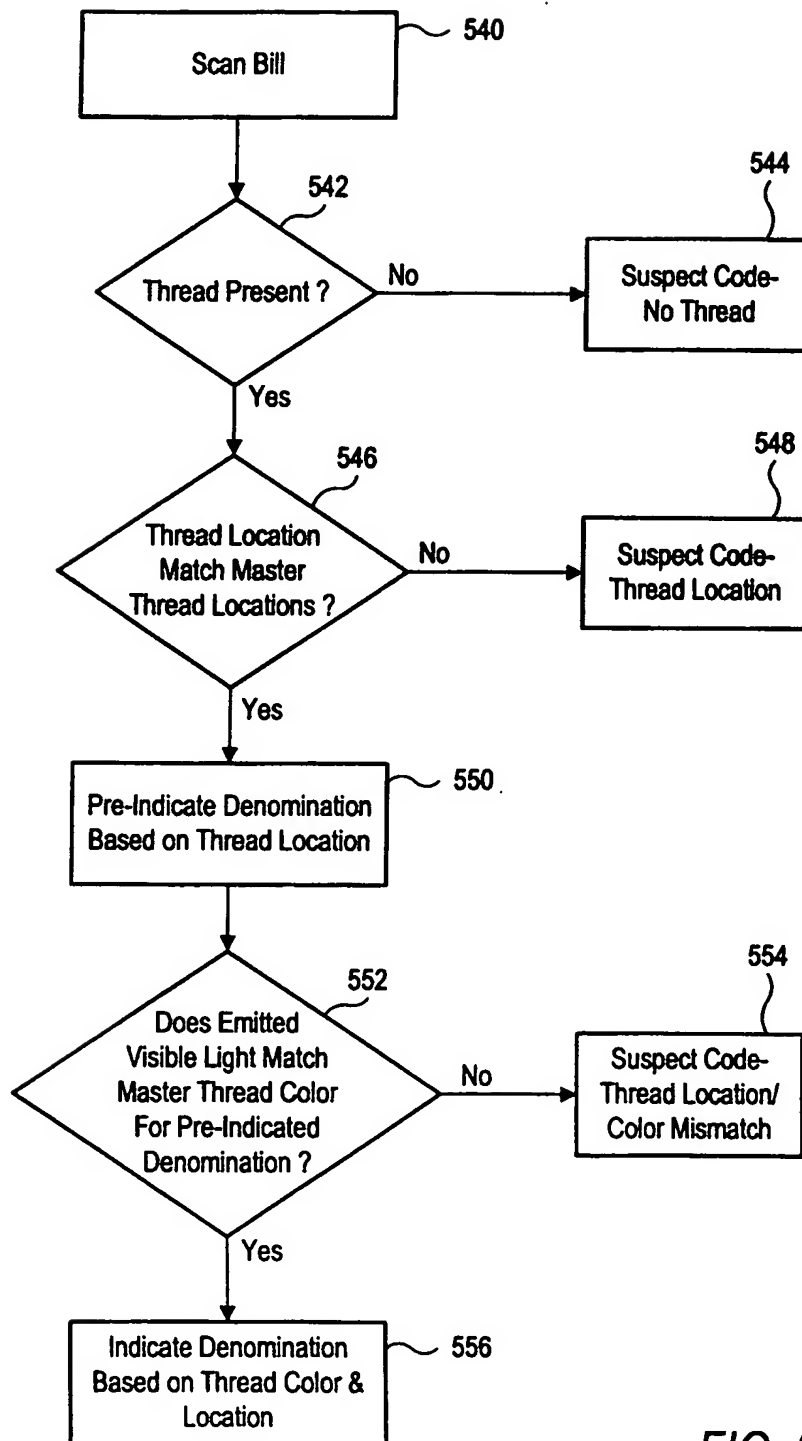 Scan Bill
540
Thread Present ?
542
No
544
Suspect Code-
No Thread
Yes
546
Thread Location
Match Master
Thread Locations ?
No
548
Suspect Code-
Thread Location
Yes
Pre-Indicate Denomination
Based on Thread Location
550
552
Does Emitted
Visible Light Match
Master Thread Color
For Pre-Indicated
Denomination ?
No
554
Suspect Code-
Thread Location/
Color Mismatch
Yes
Indicate Denomination
Based on Thread Color &
Location
556
FIG.